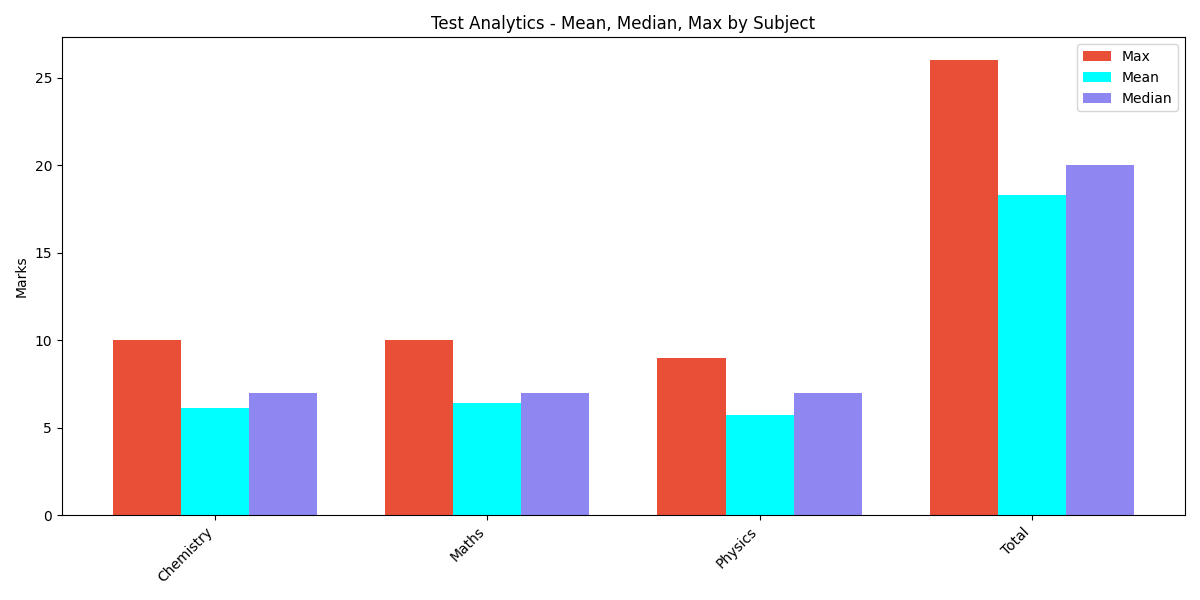 Test Analytics - Mean, Median, Max by Subject
Max
Mean
Median
Marks
25
20
15
10
5
0
Chemistry
Maths
Physics
Total